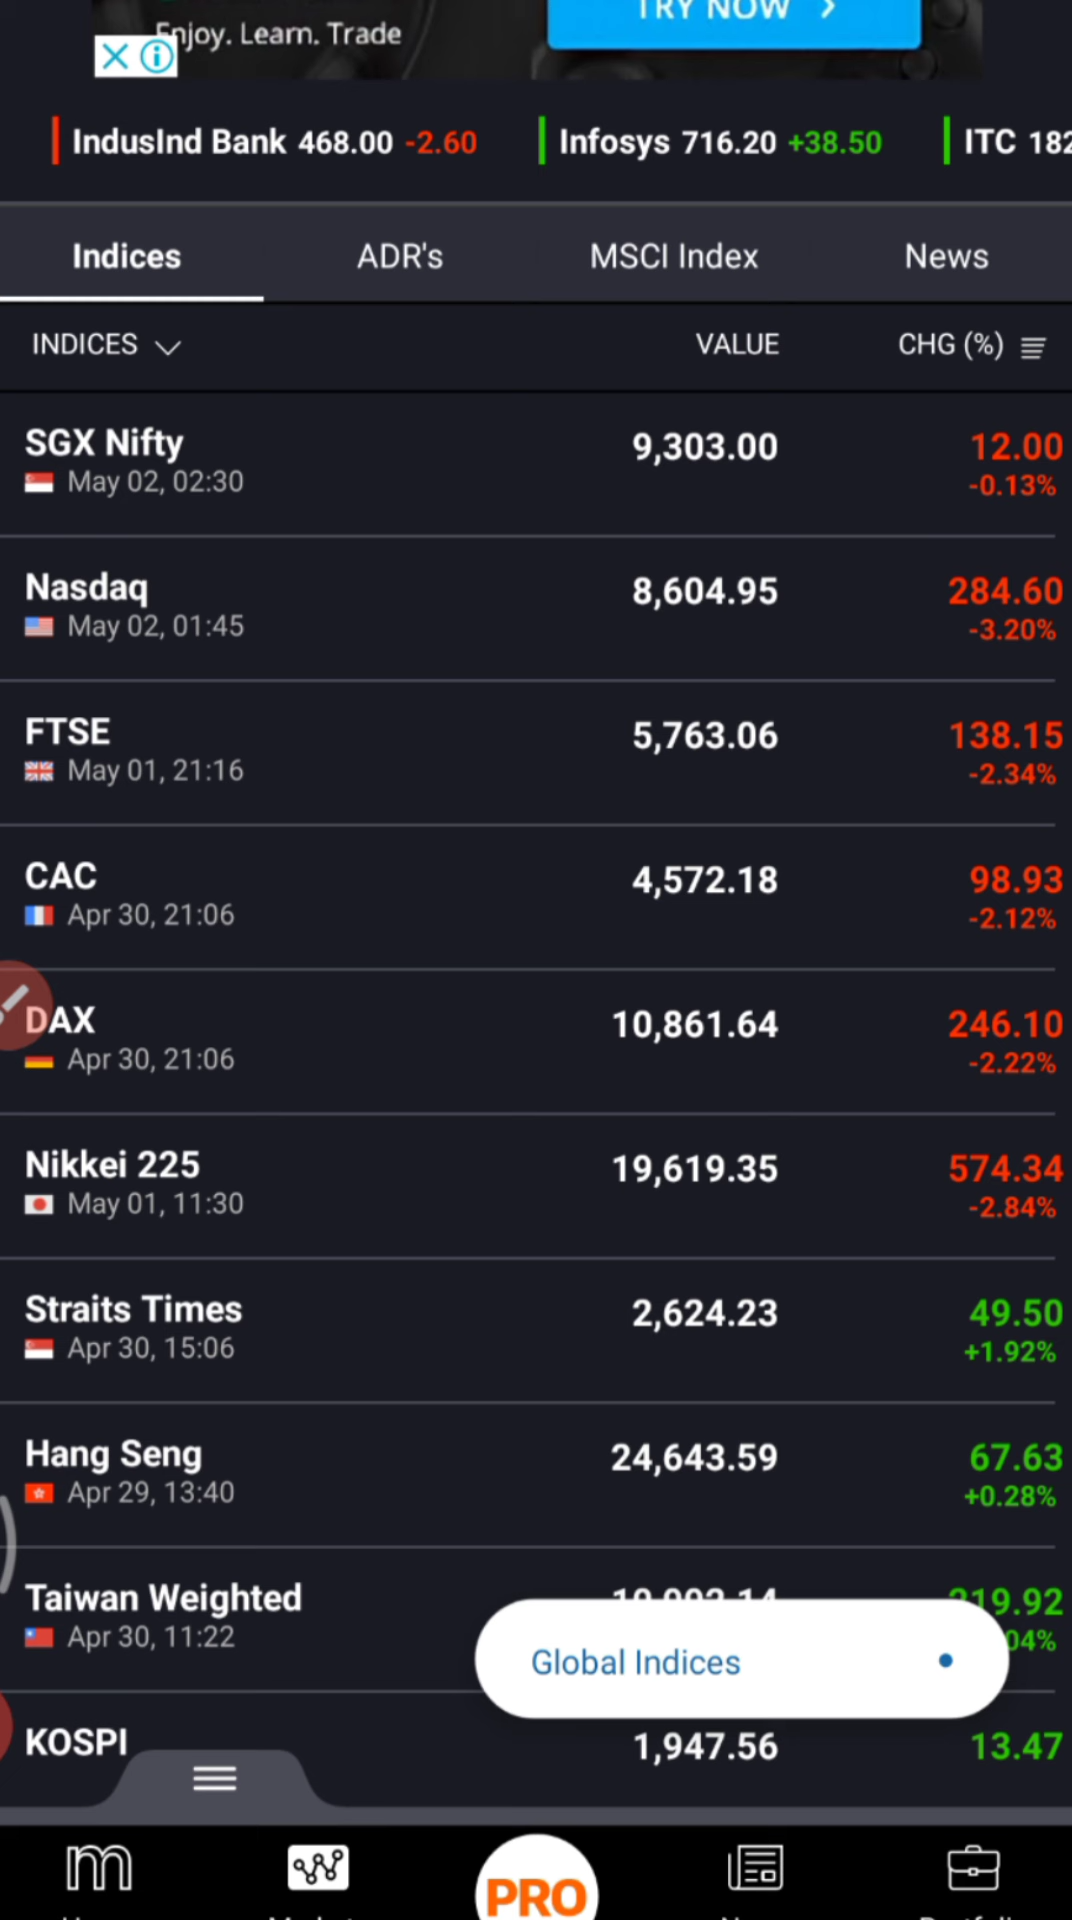 Enjoy. Learn. Trade
TRY NOW
IndusInd Bank 468.00 -2.60 Infosys 716.20 +38.50 ITC
Indices ADR's MSCI Index News
INDICES VALUE CHG (%)
SGX Nifty 9,303.00 12.00
May 02, 02:30 -0.13%
Nasdaq 8,604.95 284.60
May 02, 01:45 -3.20%
FTSE 5,763.06 138.15
May 01, 21:16 -2.34%
CAC 4,572.18 98.93
Apr 30, 21:06 -2.12%
DAX 10,861.64 246.10
Apr 30, 21:06 -2.22%
Nikkei 225 19,619.35 574.34
May 01, 11:30 -2.84%
Straits Times 2,624.23 49.50
Apr 30, 15:06 +1.92%
Hang Seng 24,643.59 67.63
Apr 29, 13:40 +0.28%
Taiwan Weighted
Apr 30, 11:22
Global Indices
KOSPI 1,947.56 13.47
m
PRO